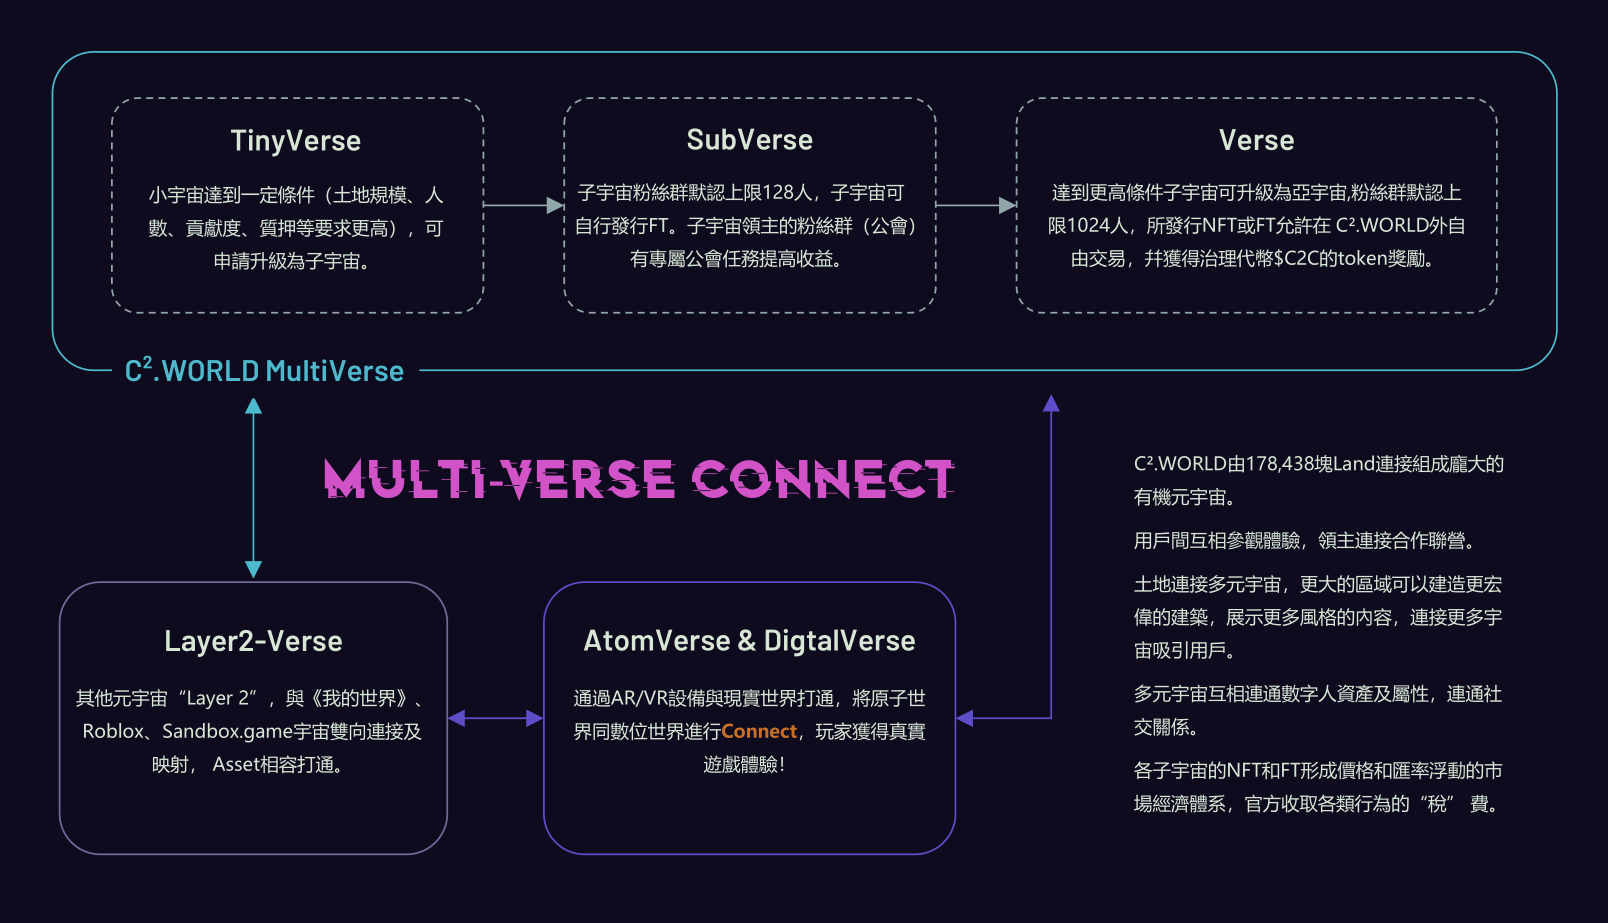 TinyVerse
小宇宙達到一定條件（土地規模、人
數、貢獻度、質押等要求更高），可
申請升級為子宇宙。
SubVerse
子宇宙粉絲群默認上限128人，子宇宙可
自行發行FT。子宇宙領主的粉絲群（公會）
有專屬公會任務提高收益。
Verse
達到更高條件子宇宙可升級為亞宇宙,粉絲群默認上
限1024人，所發行NFT或FT允許在 C².WORLD外自
由交易，幷獲得治理代幣$C2C的token獎勵。
C².WORLD MultiVerse
MULTI-VERSE CONNECT
Layer2-Verse
其他元宇宙“Layer 2”，與《我的世界》、
Roblox、Sandbox.game宇宙雙向連接及
映射， Asset相容打通。
AtomVerse & DigtalVerse
通過AR/VR設備與現實世界打通，將原子世
界同數位世界進行Connect，玩家獲得真實
遊戲體驗！
C².WORLD由178,438塊Land連接組成龐大的
有機元宇宙。
用戶間互相參觀體驗，領主連接合作聯營。
土地連接多元宇宙，更大的區域可以建造更宏
偉的建築，展示更多風格的內容，連接更多宇
宙吸引用戶。
多元宇宙互相連通數字人資產及屬性，連通社
交關係。
各子宇宙的NFT和FT形成價格和匯率浮動的市
場經濟體系，官方收取各類行為的“稅” 費。